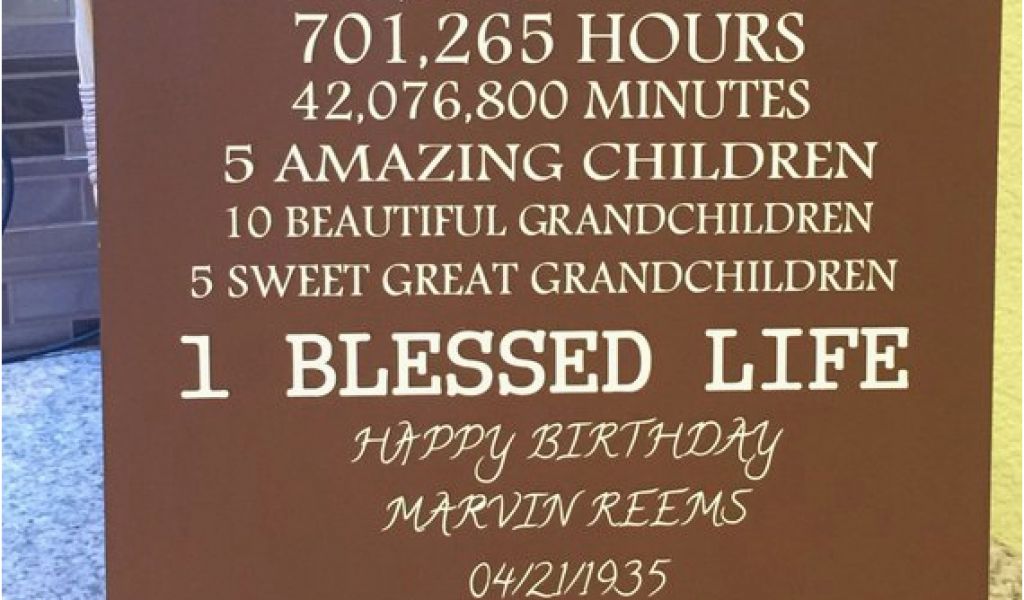 701,265 HOURS
42,076,800 MINUTES
5 AMAZING CHILDREN
10 BEAUTIFUL GRANDCHILDREN
5 SWEET GREAT GRANDCHILDREN
1 BLESSED LIFE
HAPPY BIRTHDAY
MARVIN REEMS
04/21/1935